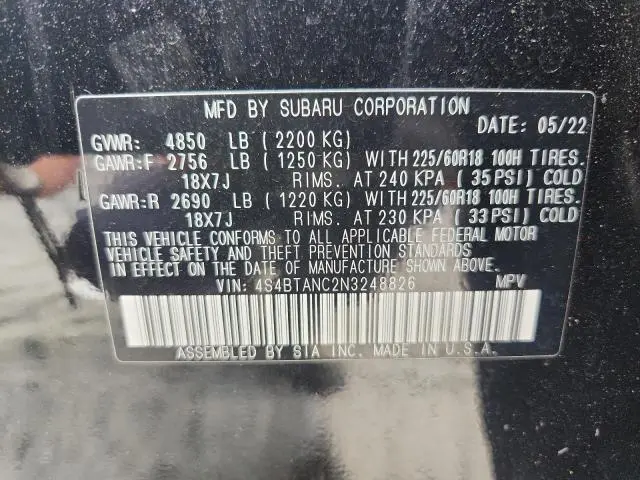 MFD BY SUBARU CORPORATION
DATE: 05/22
GVWR: 4850 LB ( 2200 KG)
GAWR:F 2756 LB ( 1250 KG) WITH 225/60R18 100H TIRES.
18X7J RIMS. AT 240 KPA ( 35 PSI) COLD
GAWR:R 2690 LB ( 1220 KG) WITH 225/60R18 100H TIRES.
18X7J RIMS. AT 230 KPA ( 33 PSI) COLD
THIS VEHICLE CONFORMS TO ALL APPLICABLE FEDERAL MOTOR
VEHICLE SAFETY AND THEFT PREVENTION STANDARDS
IN EFFECT ON THE DATE OF MANUFACTURE SHOWN ABOVE.
VIN: 4S4BTANC2N3248826 MPV
ASSEMBLED BY SIA INC. MADE IN U.S.A.